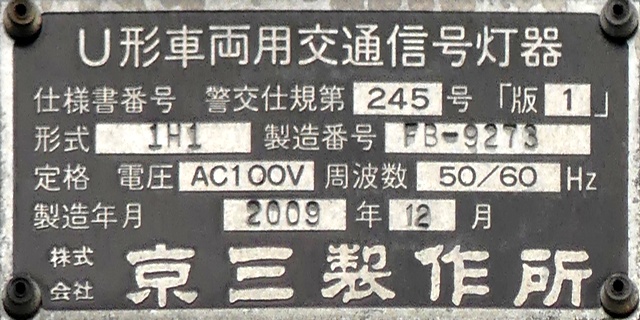 U形車両用交通信号灯器
仕様書番号 警交仕規第 245 号 「版 1 」
形式 1H1 製造番号 FB-9273
定格 電圧 AC100V 周波数 50/60 Hz
製造年月 2009 年 12 月
株式会社 京三製作所